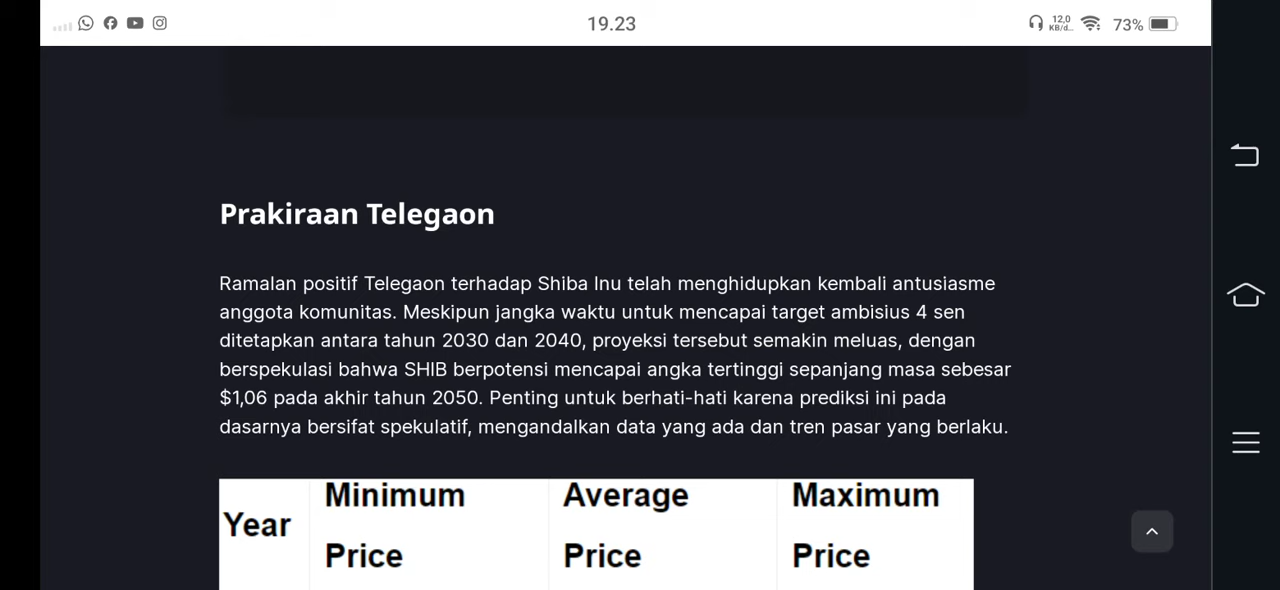 19.23
12,0
KB/d...
73%
Prakiraan Telegaon
Ramalan positif Telegaon terhadap Shiba Inu telah menghidupkan kembali antusiasme
anggota komunitas. Meskipun jangka waktu untuk mencapai target ambisius 4 sen
ditetapkan antara tahun 2030 dan 2040, proyeksi tersebut semakin meluas, dengan
berspekulasi bahwa SHIB berpotensi mencapai angka tertinggi sepanjang masa sebesar
$1,06 pada akhir tahun 2050. Penting untuk berhati-hati karena prediksi ini pada
dasarnya bersifat spekulatif, mengandalkan data yang ada dan tren pasar yang berlaku.
Year
Minimum
Price
Average
Price
Maximum
Price